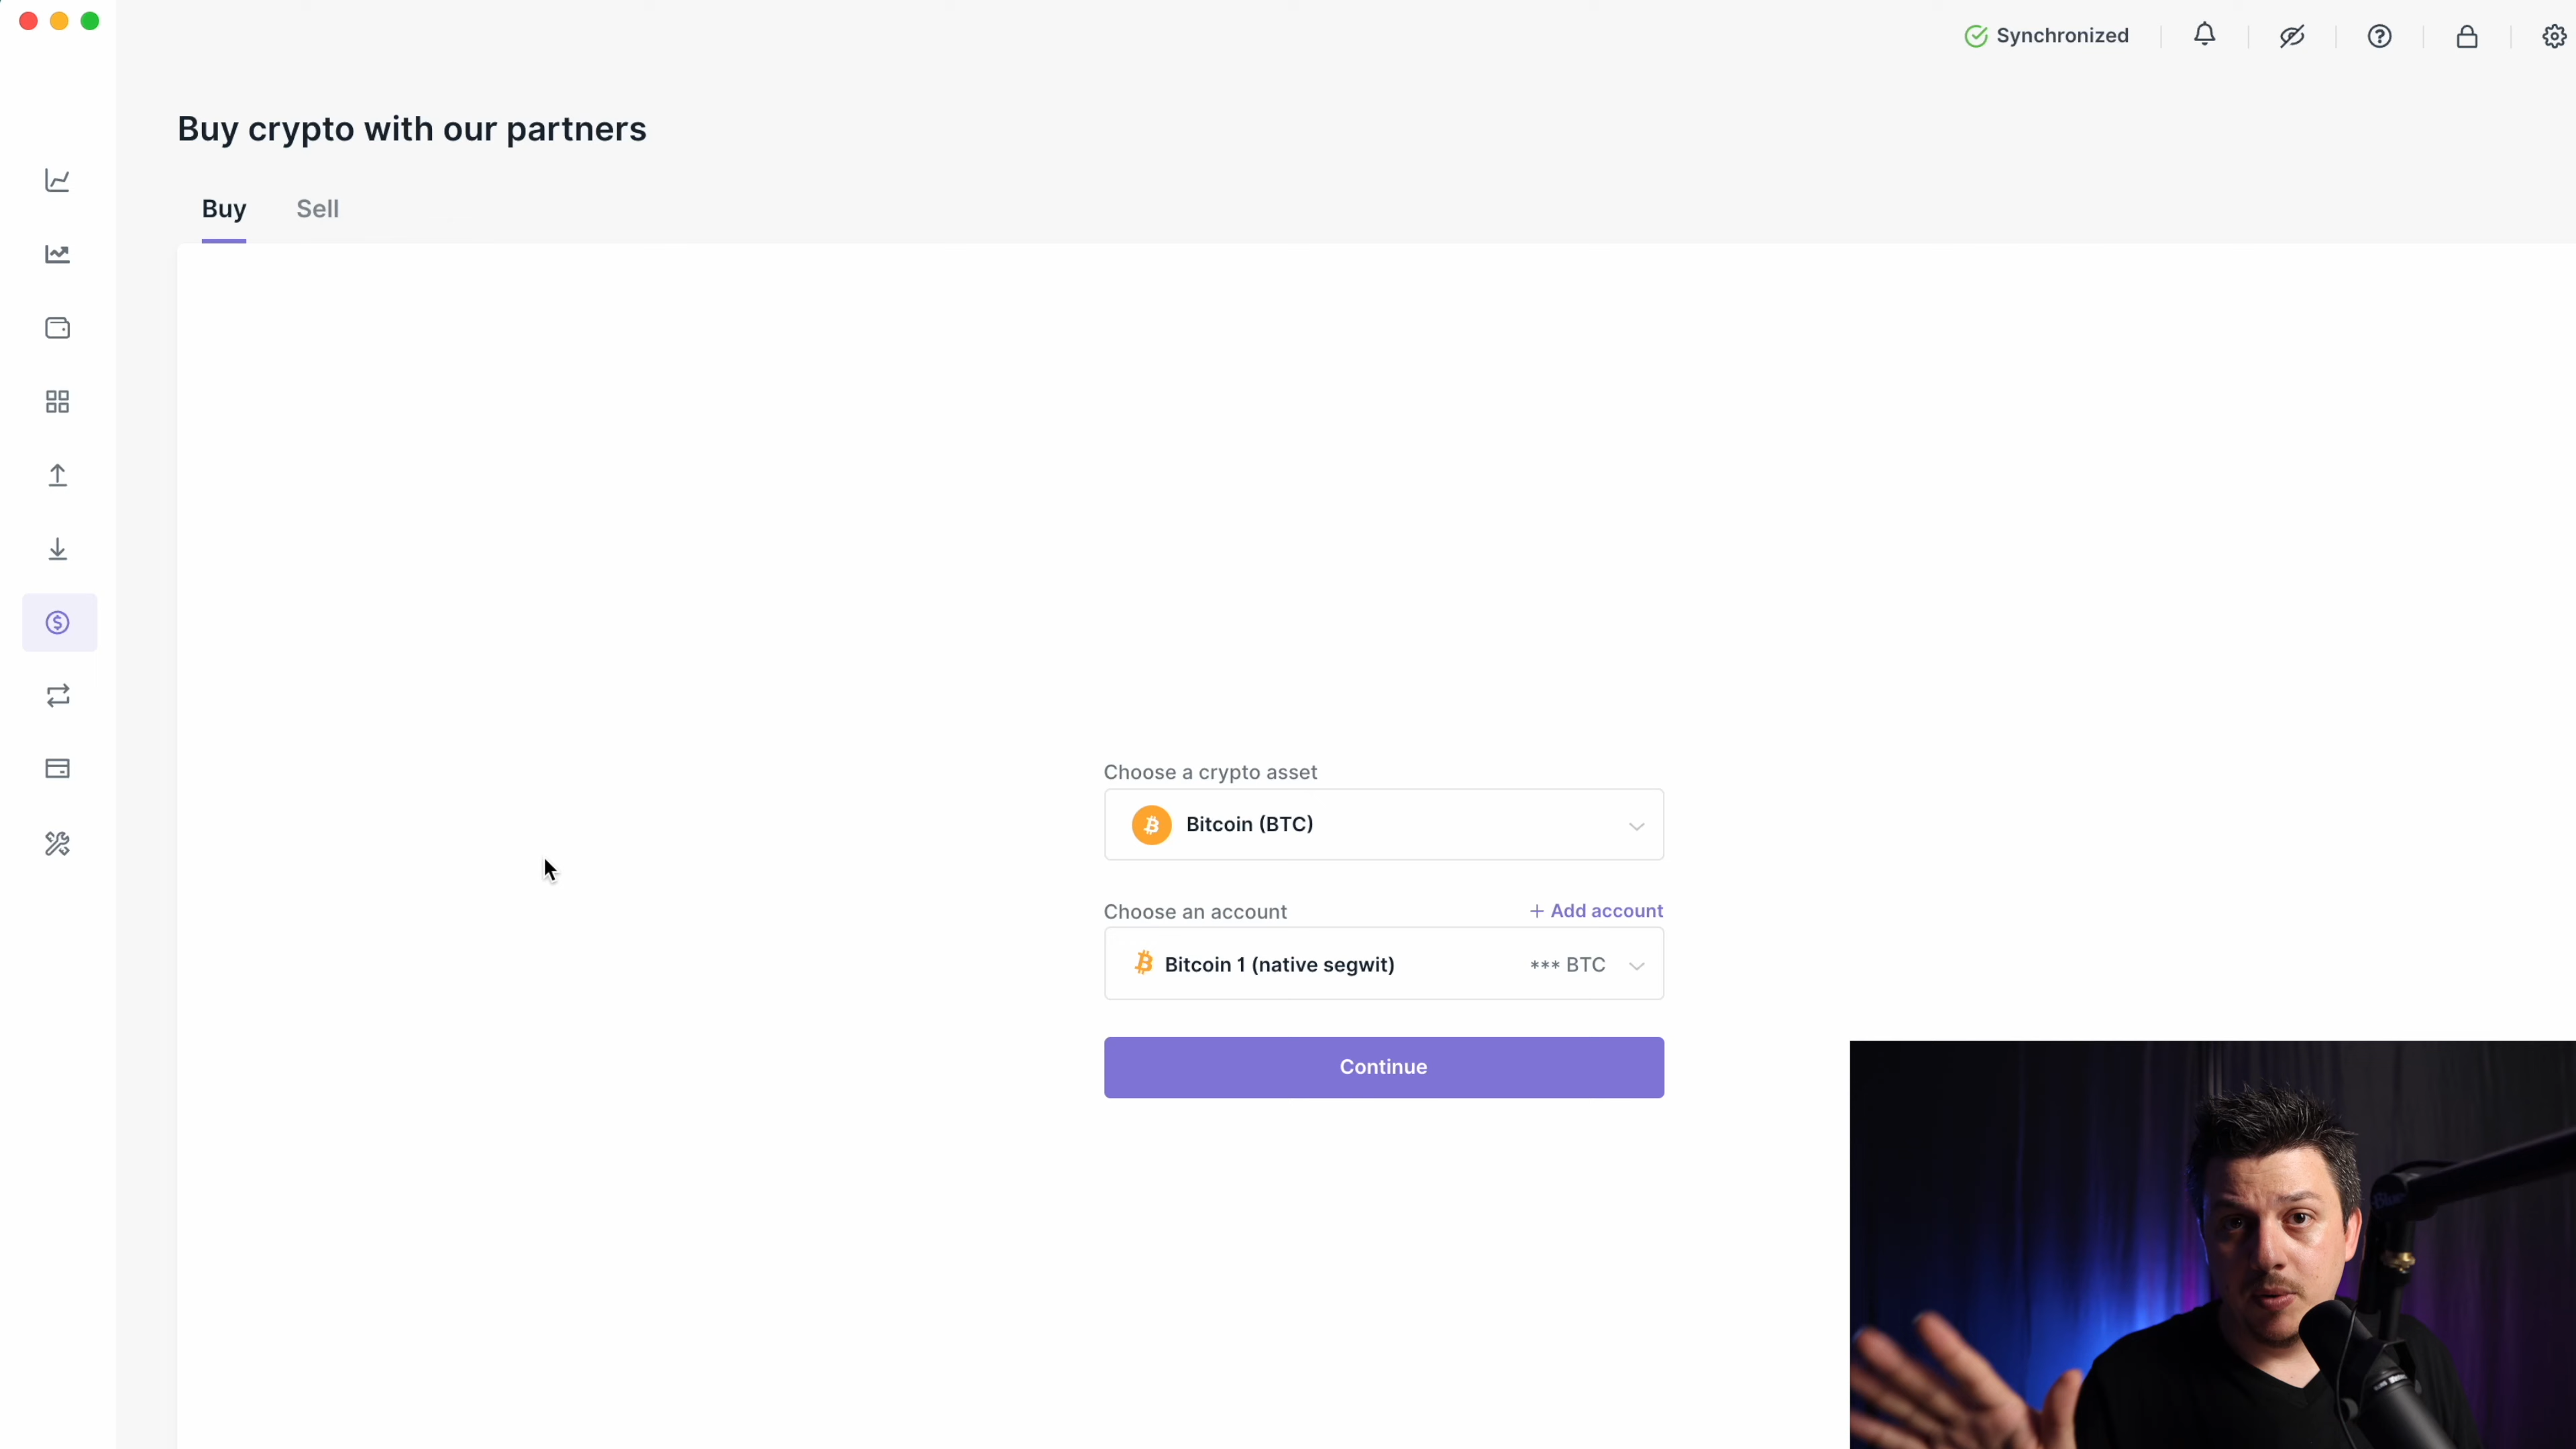 Synchronized
Buy crypto with our partners
Buy Sell
Choose a crypto asset
Bitcoin (BTC)
Choose an account + Add account
Bitcoin 1 (native segwit) *** BTC
Continue